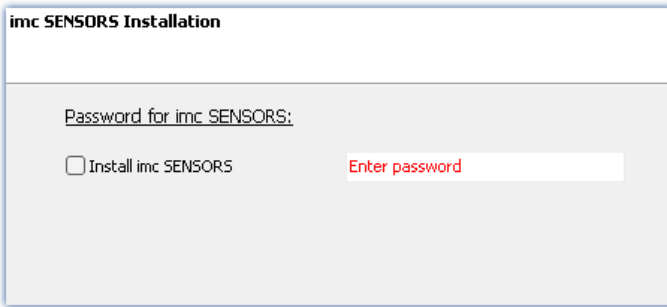 imc SENSORS Installation
Password for imc SENSORS:
Install imc SENSORS
Enter password